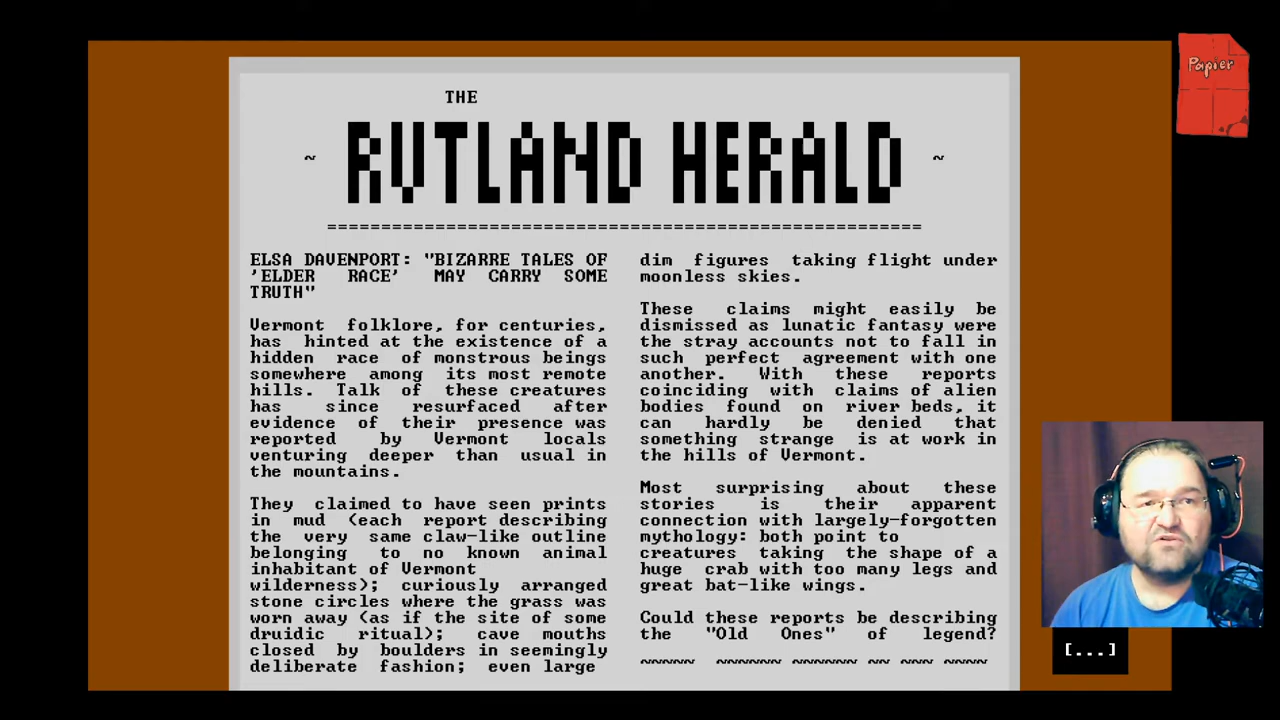 THE
~ RUTLAND HERALD ~
=======================================================
ELSA DAVENPORT: "BIZARRE TALES OF
'ELDER RACE' MAY CARRY SOME
TRUTH"
Vermont folklore, for centuries,
has hinted at the existence of a
hidden race of monstrous beings
somewhere among its most remote
hills. Talk of these creatures
has since resurfaced after
evidence of their presence was
reported by Vermont locals
venturing deeper than usual in
the mountains.
They claimed to have seen prints
in mud (each report describing
the very same claw-like outline
belonging to no known animal
inhabitant of Vermont
wilderness); curiously arranged
stone circles where the grass was
worn away (as if the site of some
druidic ritual); cave mouths
closed by boulders in seemingly
deliberate fashion; even large
dim figures taking flight under
moonless skies.
These claims might easily be
dismissed as lunatic fantasy were
the stray accounts not to fall in
such perfect agreement with one
another. With these reports
coinciding with claims of alien
bodies found on river beds, it
can hardly be denied that
something strange is at work in
the hills of Vermont.
Most surprising about these
stories is their apparent
connection with largely-forgotten
mythology: both point to
creatures taking the shape of a
huge crab with too many legs and
great bat-like wings.
Could these reports be describing
the "Old Ones" of legend?
~~~~~ ~~~~~~ ~~~~~~ ~~ ~~~ ~~~~
Papier
[...]